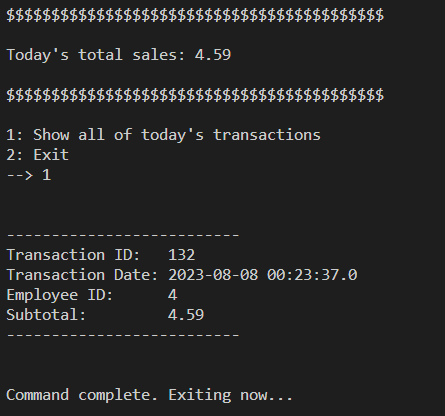 $$$$$$$$$$$$$$$$$$$$$$$$$$$$$$$$$$$$$$$$$$
Today's total sales: 4.59
$$$$$$$$$$$$$$$$$$$$$$$$$$$$$$$$$$$$$$$$$$
1: Show all of today's transactions
2: Exit
--> 1
--------------------------
Transaction ID:   132
Transaction Date: 2023-08-08 00:23:37.0
Employee ID:      4
Subtotal:         4.59
--------------------------
Command complete. Exiting now...